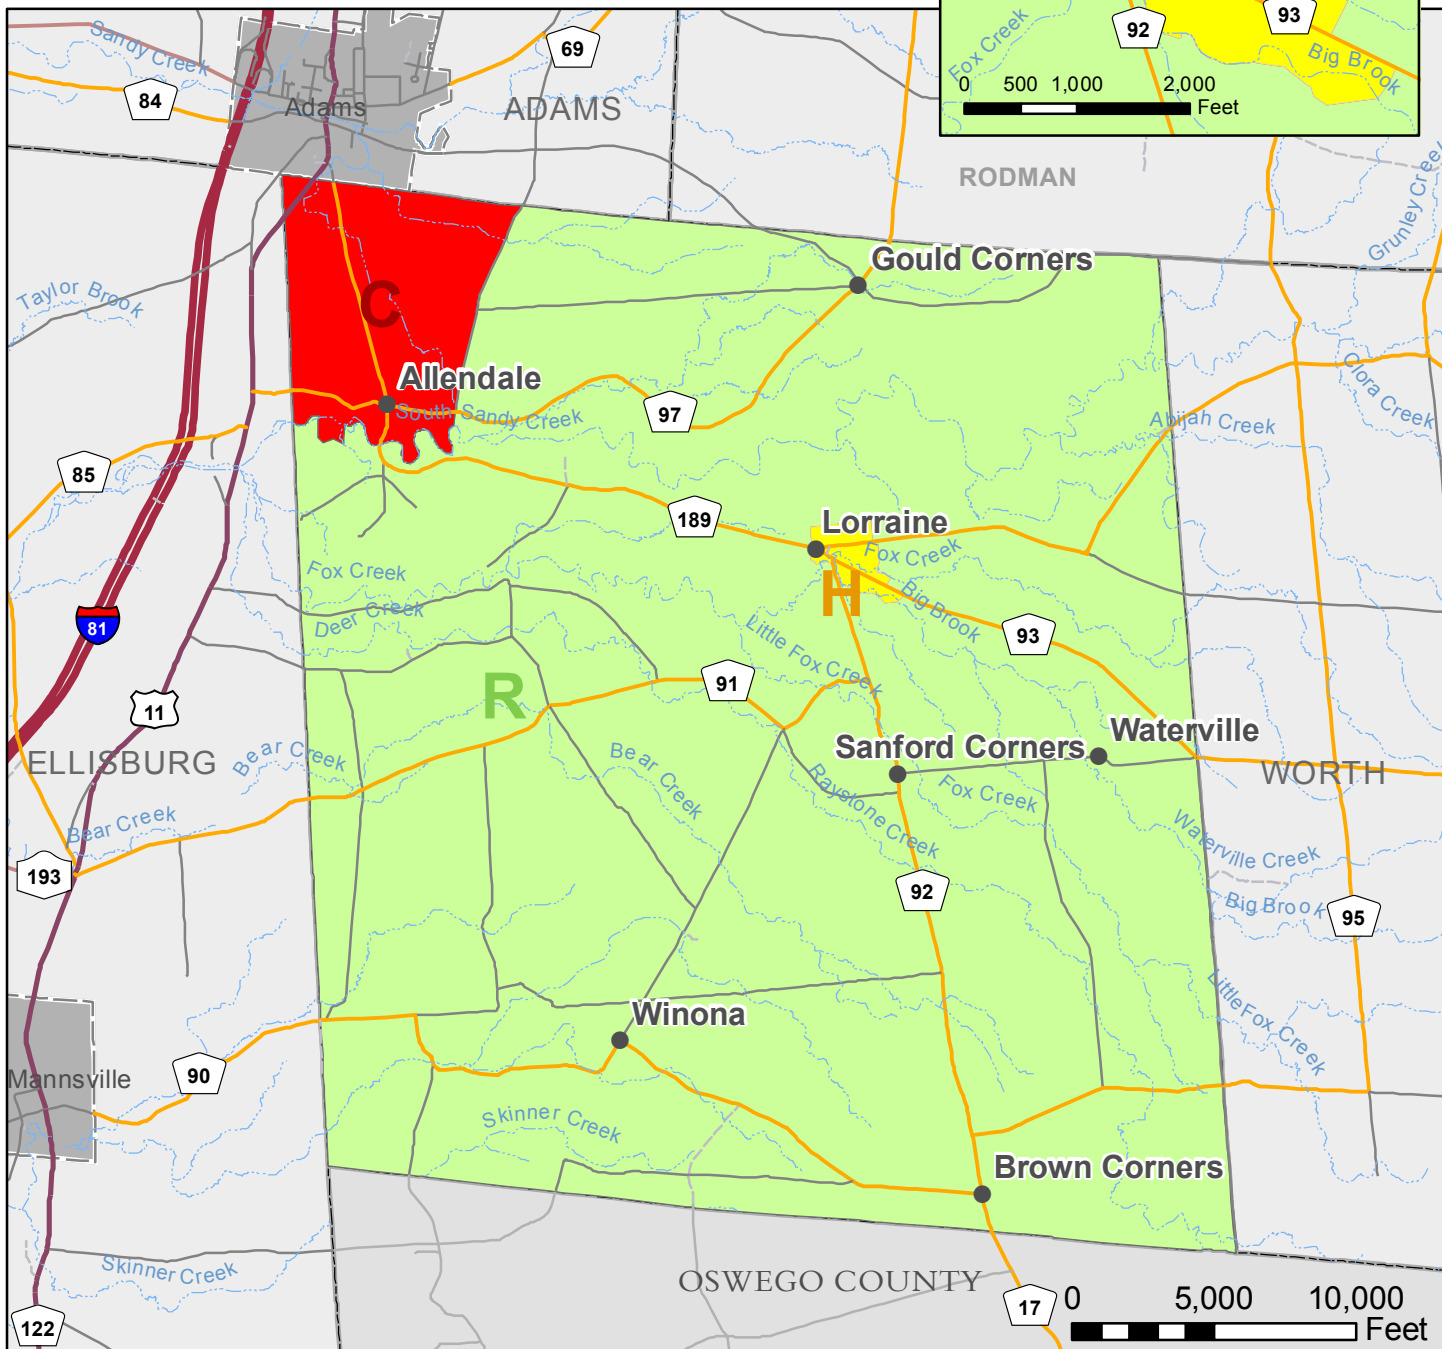 Fox Creek
92
93
Big Brook
0 500 1,000 2,000
Feet
Sandy Creek
69
84
Adams
ADAMS
RODMAN
Grunley Creek
Gould Corners
Taylor Brook
C
Allendale
South Sandy Creek
97
Clora Creek
Abijah Creek
85
189
Lorraine
Fox Creek
Fox Creek
H
Big Brook
Deer Creek
81
93
Little Fox Creek
R
91
11
Waterville
Sanford Corners
ELLISBURG
Bear Creek
Bear Creek
WORTH
Raystone Creek
Fox Creek
Bear Creek
Waterville Creek
193
92
Big Brook
95
Winona
Little Fox Creek
Mannsville
90
Skinner Creek
Brown Corners
Skinner Creek
OSWEGO COUNTY
17
0 5,000 10,000
Feet
122